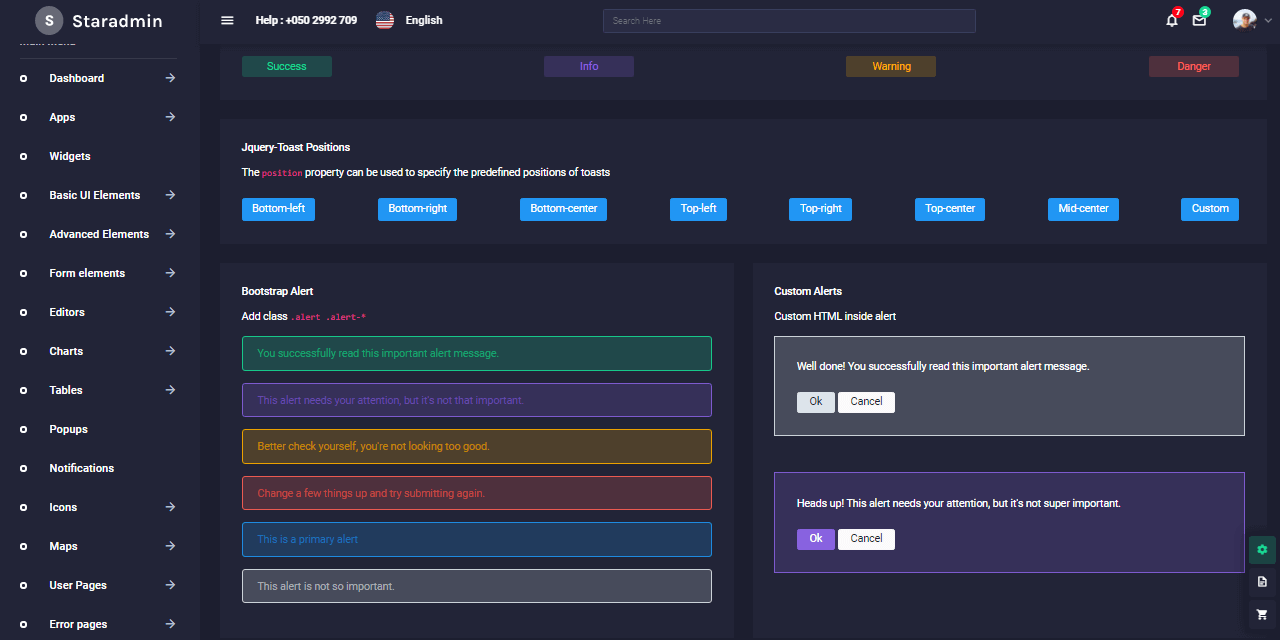 S Staradmin
Help : +050 2992 709
English
Search Here
7
3
Main Menu
Dashboard
Apps
Widgets
Basic UI Elements
Advanced Elements
Form elements
Editors
Charts
Tables
Popups
Notifications
Icons
Maps
User Pages
Error pages
Success
Info
Warning
Danger
Jquery-Toast Positions
The position property can be used to specify the predefined positions of toasts
Bottom-left
Bottom-right
Bottom-center
Top-left
Top-right
Top-center
Mid-center
Custom
Bootstrap Alert
Add class .alert .alert-*
You successfully read this important alert message.
This alert needs your attention, but it's not that important.
Better check yourself, you're not looking too good.
Change a few things up and try submitting again.
This is a primary alert
This alert is not so important.
Custom Alerts
Custom HTML inside alert
Well done! You successfully read this important alert message.
Ok
Cancel
Heads up! This alert needs your attention, but it's not super important.
Ok
Cancel